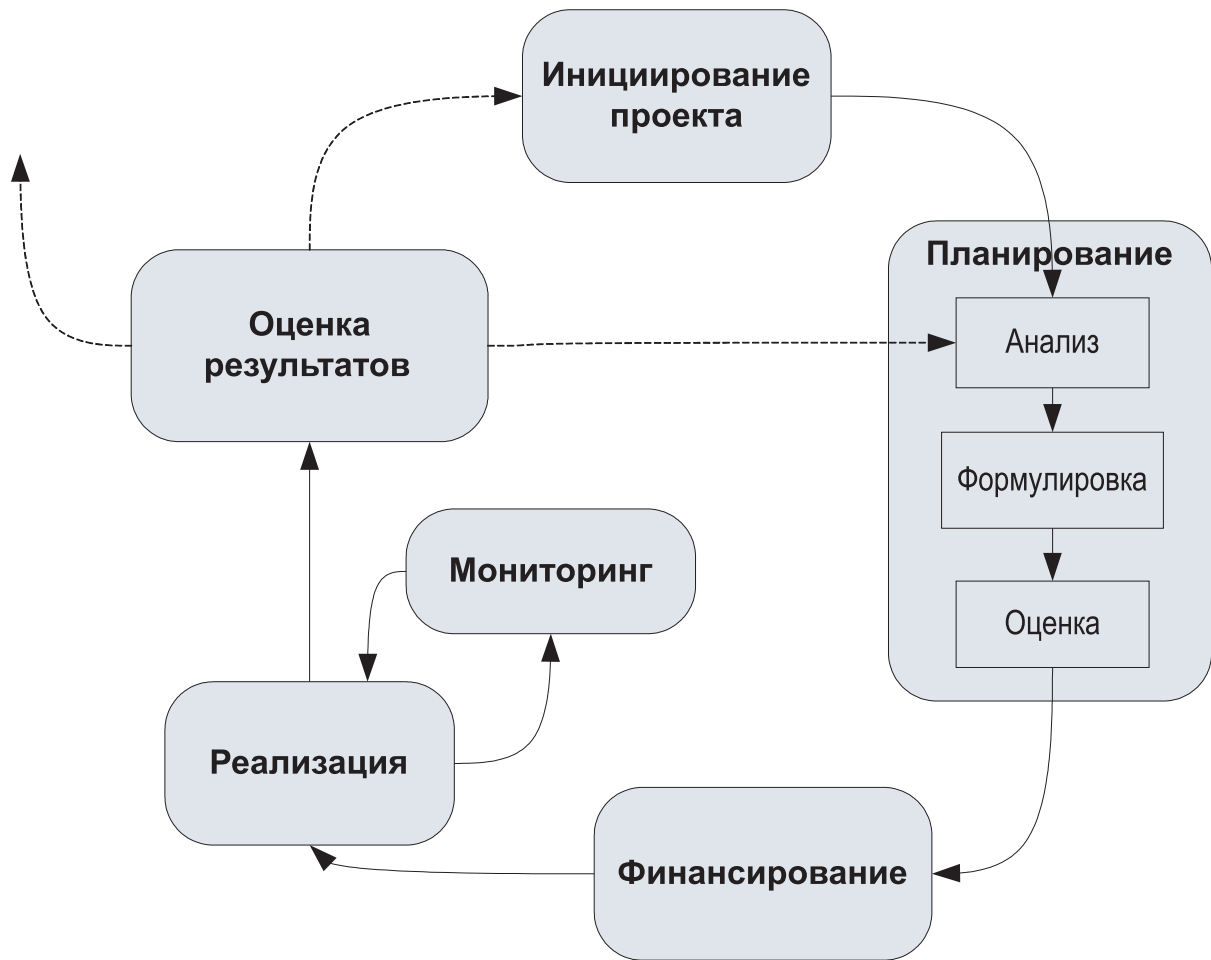 Инициирование
проекта
Планирование
Оценка
результатов
Анализ
Формулировка
Мониторинг
Оценка
Реализация
Финансирование